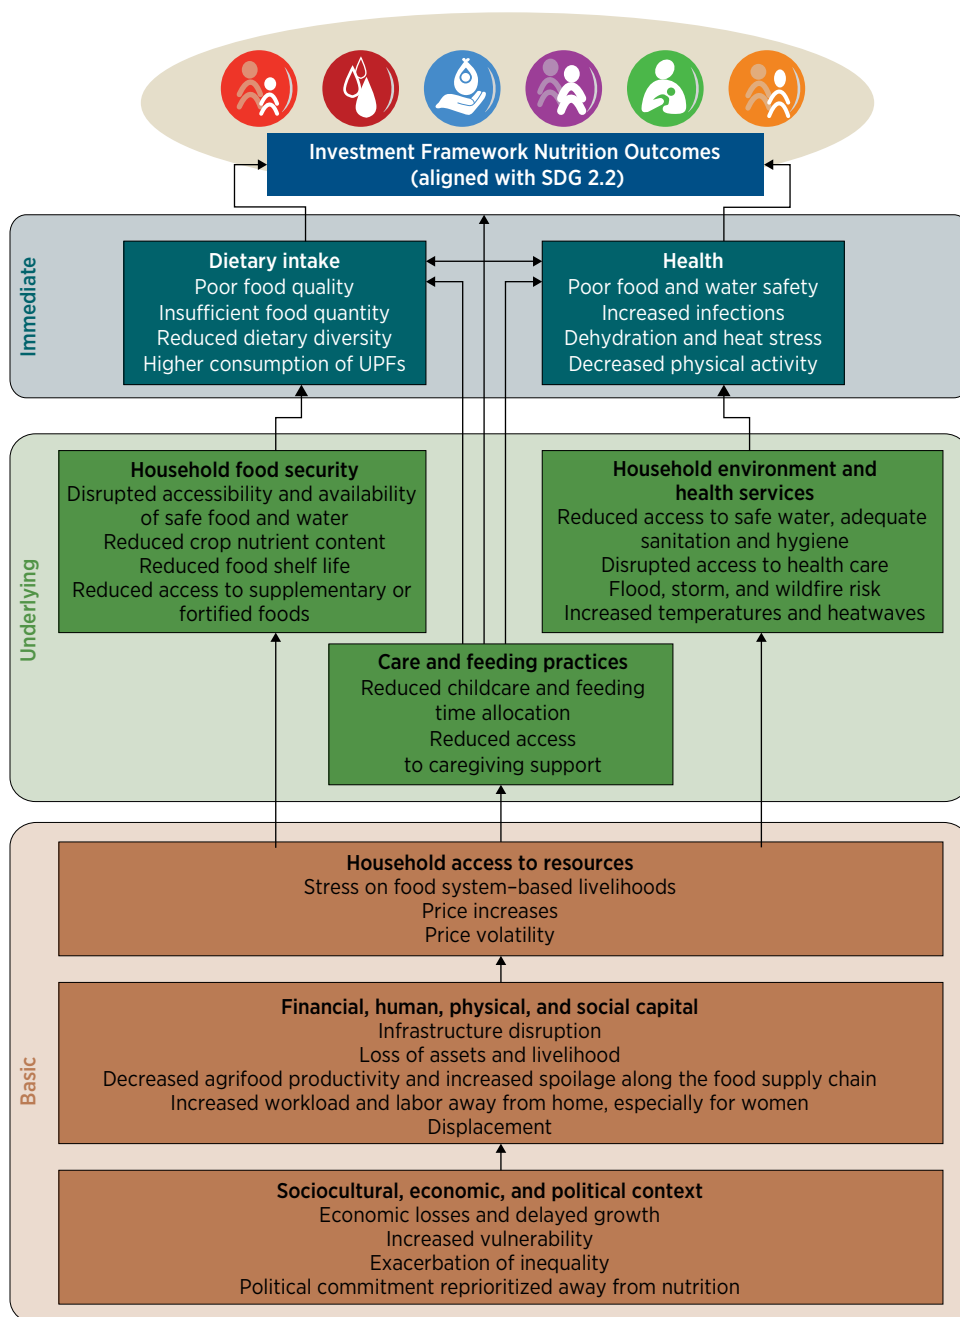 Investment Framework Nutrition Outcomes
(aligned with SDG 2.2)
Immediate
Dietary intake
Poor food quality
Insufficient food quantity
Reduced dietary diversity
Higher consumption of UPFs
Health
Poor food and water safety
Increased infections
Dehydration and heat stress
Decreased physical activity
Underlying
Household food security
Disrupted accessibility and availability
of safe food and water
Reduced crop nutrient content
Reduced food shelf life
Reduced access to supplementary or
fortified foods
Household environment and
health services
Reduced access to safe water, adequate
sanitation and hygiene
Disrupted access to health care
Flood, storm, and wildfire risk
Increased temperatures and heatwaves
Care and feeding practices
Reduced childcare and feeding
time allocation
Reduced access
to caregiving support
Basic
Household access to resources
Stress on food system–based livelihoods
Price increases
Price volatility
Financial, human, physical, and social capital
Infrastructure disruption
Loss of assets and livelihood
Decreased agrifood productivity and increased spoilage along the food supply chain
Increased workload and labor away from home, especially for women
Displacement
Sociocultural, economic, and political context
Economic losses and delayed growth
Increased vulnerability
Exacerbation of inequality
Political commitment reprioritized away from nutrition